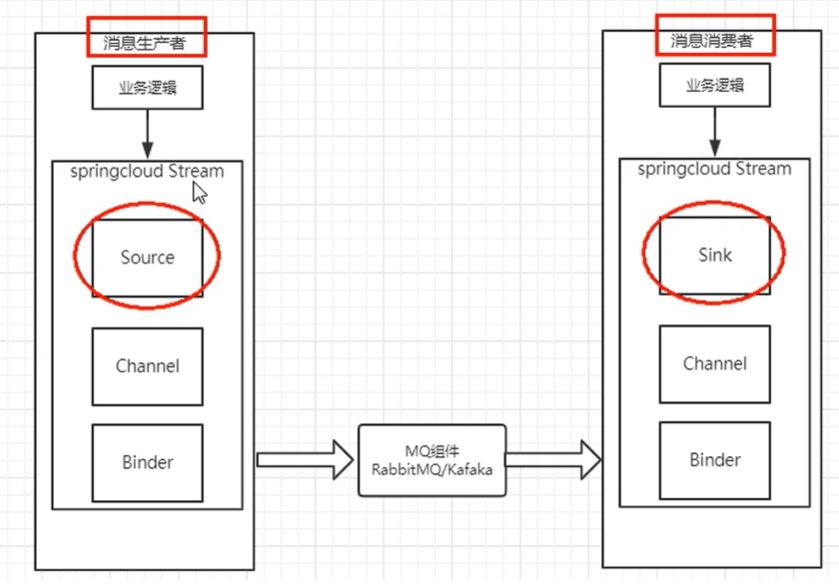 消息生产者
业务逻辑
springcloud Stream
Source
Channel
Binder
MQ组件
RabbitMQ/Kafaka
消息消费者
业务逻辑
springcloud Stream
Sink
Channel
Binder